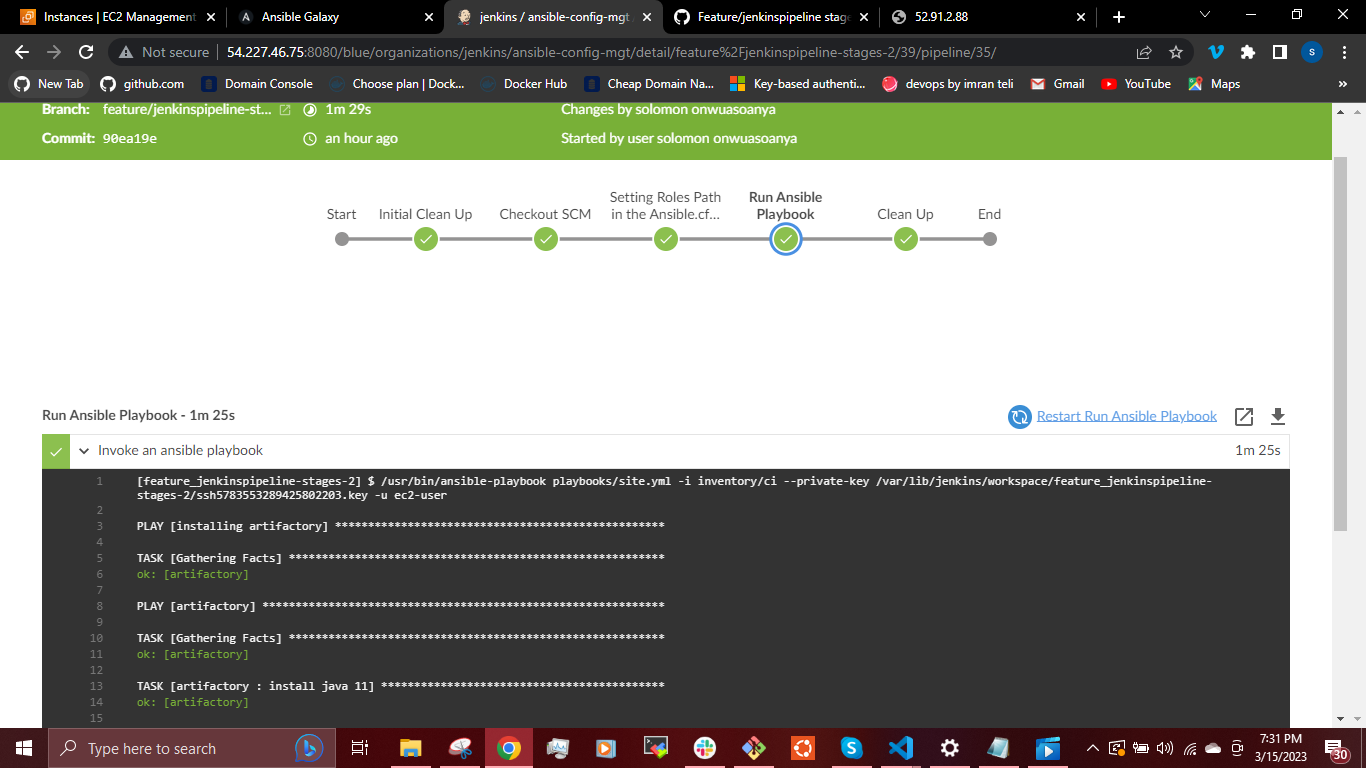 Instances | EC2 Management
Ansible Galaxy
jenkins / ansible-config-mgt
Feature/jenkinspipeline stage
52.91.2.88
Not secure
54.227.46.75:8080/blue/organizations/jenkins/ansible-config-mgt/detail/feature%2Fjenkinspipeline-stages-2/39/pipeline/35/
s
New Tab
github.com
Domain Console
Choose plan | Dock...
Docker Hub
Cheap Domain Na...
Key-based authenti...
devops by imran teli
Gmail
YouTube
Maps
»
Branch: feature/jenkinspipeline-st... 1m 29s Changes by solomon onwuasoanya
Commit: 90ea19e an hour ago Started by user solomon onwuasoanya
Start
Initial Clean Up
Checkout SCM
Setting Roles Path
in the Ansible.cf...
Run Ansible
Playbook
Clean Up
End
Run Ansible Playbook - 1m 25s
Restart Run Ansible Playbook
Invoke an ansible playbook
1m 25s
1 [feature_jenkinspipeline-stages-2] $ /usr/bin/ansible-playbook playbooks/site.yml -i inventory/ci --private-key /var/lib/jenkins/workspace/feature_jenkinspipeline-
stages-2/ssh5783553289425802203.key -u ec2-user
2
3 PLAY [installing artifactory] **************************************************
4
5 TASK [Gathering Facts] *********************************************************
6 ok: [artifactory]
7
8 PLAY [artifactory] *************************************************************
9
10 TASK [Gathering Facts] *********************************************************
11 ok: [artifactory]
12
13 TASK [artifactory : install java 11] *******************************************
14 ok: [artifactory]
15
Type here to search
7:31 PM
3/15/2023
30